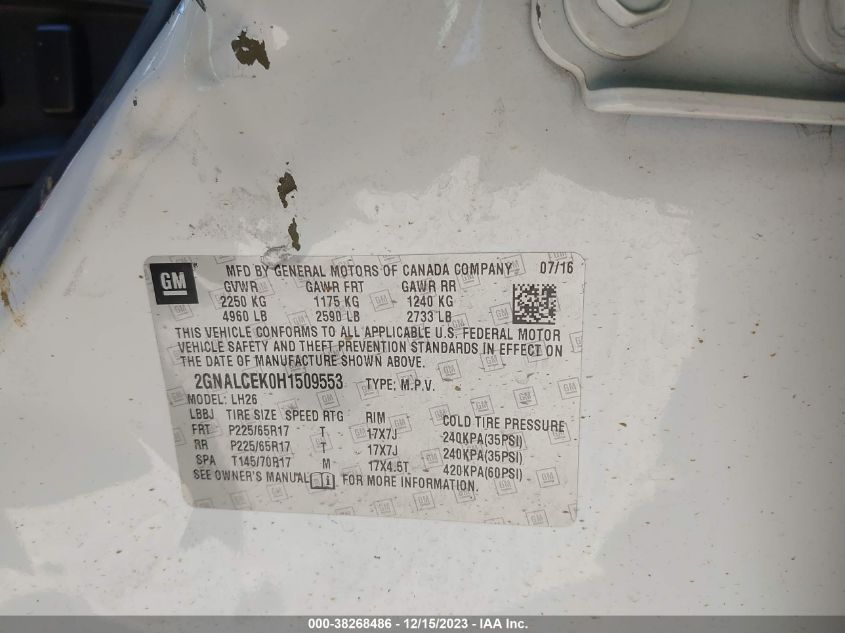 GM MFD BY GENERAL MOTORS OF CANADA COMPANY 07/16
GVWR GAWR FRT GAWR RR
2250 KG 1175 KG 1240 KG
4960 LB 2590 LB 2733 LB
THIS VEHICLE CONFORMS TO ALL APPLICABLE U.S. FEDERAL MOTOR
VEHICLE SAFETY AND THEFT PREVENTION STANDARDS IN EFFECT ON
THE DATE OF MANUFACTURE SHOWN ABOVE.
2GNALCEK0H1509553 TYPE: M.P.V.
MODEL: LH26
LBBJ TIRE SIZE SPEED RTG RIM COLD TIRE PRESSURE
FRT P225/65R17 T 17X7J 240KPA(35PSI)
RR P225/65R17 T 17X7J 240KPA(35PSI)
SPA T145/70R17 M 17X4.5T 420KPA(60PSI)
SEE OWNER'S MANUAL FOR MORE INFORMATION.
000-38268486 - 12/15/2023 - IAA Inc.